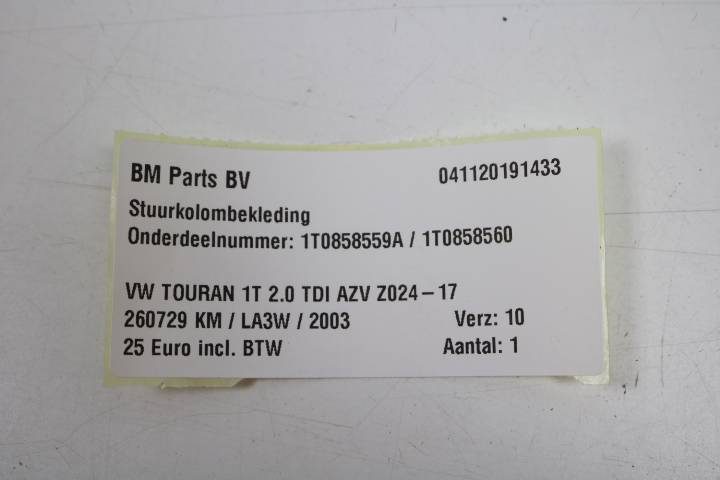 BM Parts BV 041120191433
Stuurkolombekleding
Onderdeelnummer: 1T0858559A / 1T0858560
VW TOURAN 1T 2.0 TDI AZV Z024-17
260729 KM / LA3W / 2003 Verz: 10
25 Euro incl. BTW Aantal: 1